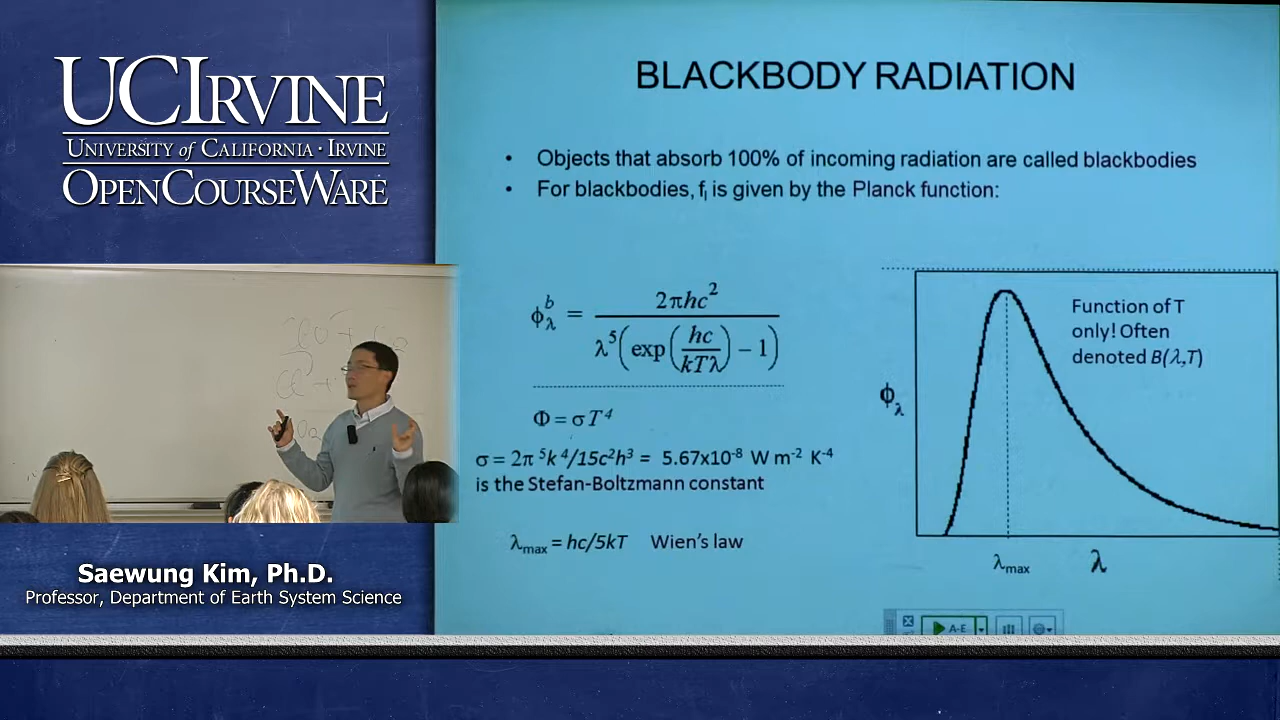 UCIRVINE
UNIVERSITY of CALIFORNIA · IRVINE
OPENCOURSEWARE
Saewung Kim, Ph.D.
Professor, Department of Earth System Science
BLACKBODY RADIATION
• Objects that absorb 100% of incoming radiation are called blackbodies
• For blackbodies, fₗ is given by the Planck function:
ϕ_λ^b = 2πhc² / λ⁵(exp(hc/kTλ) − 1)
Φ = σT⁴
σ = 2π⁵k⁴/15c²h³ = 5.67x10⁻⁸ W m⁻² K⁻⁴
is the Stefan-Boltzmann constant
λmax = hc/5kT Wien's law
Function of T
only! Often
denoted B(λ,T)
ϕλ
λmax λ
A-E